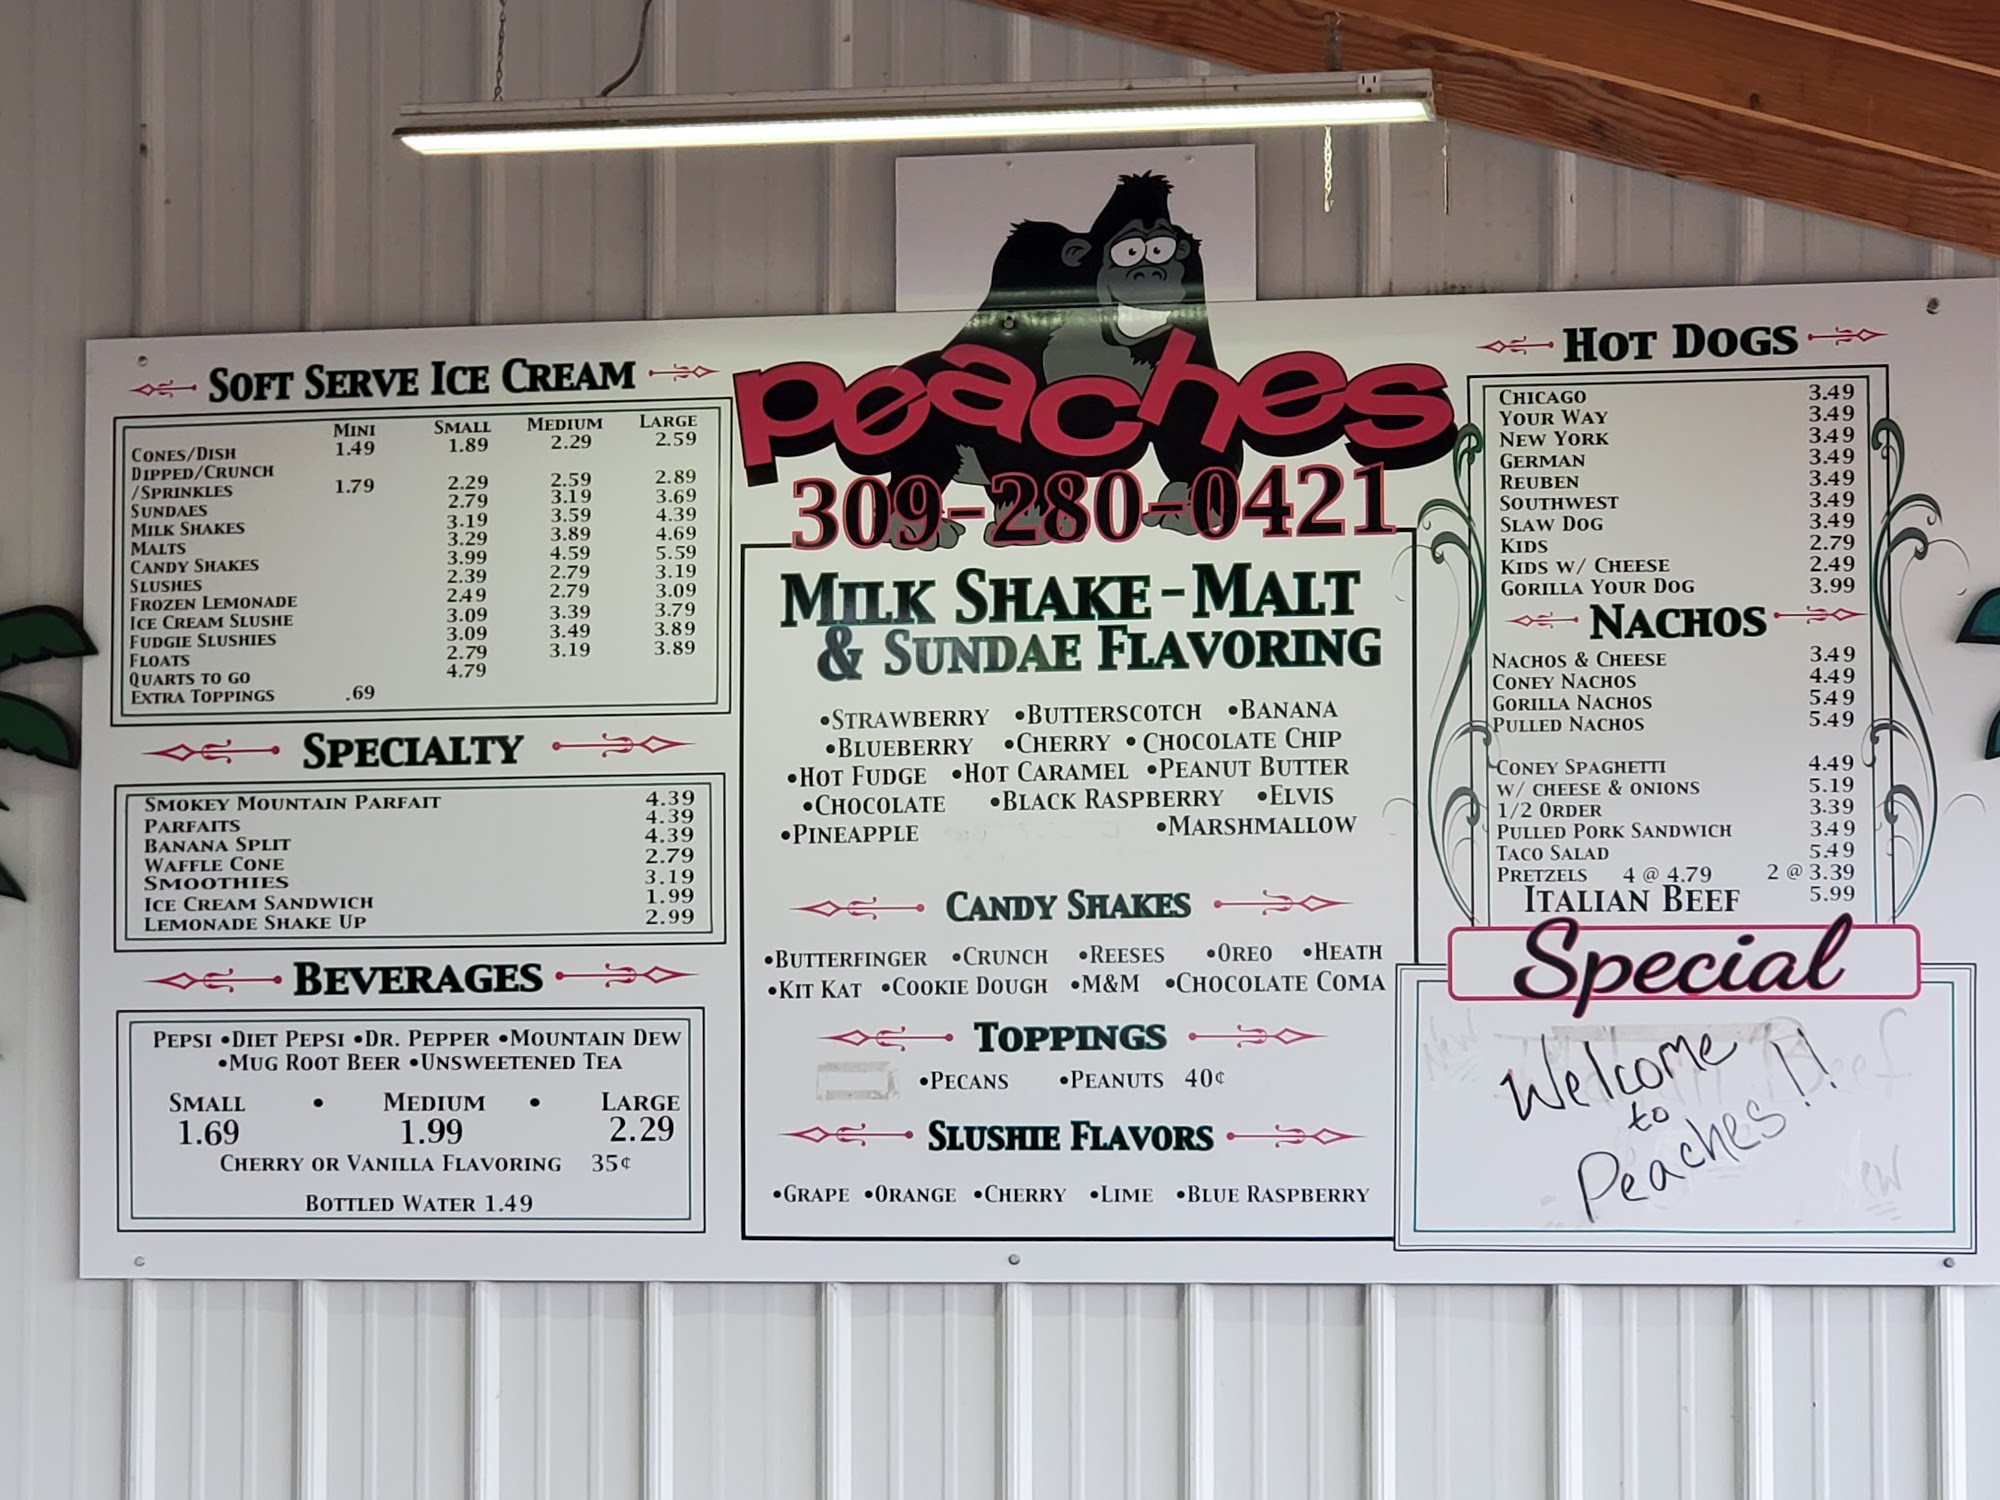 peaches
309-280-0421
Soft Serve Ice Cream
Mini Small Medium Large
Cones/Dish 1.49 1.89 2.29 2.59
Dipped/Crunch
/Sprinkles 1.79 2.29 2.59 2.89
Sundaes 2.79 3.19 3.69
Milk Shakes 3.19 3.59 4.39
Malts 3.29 3.89 4.69
Candy Shakes 3.99 4.59 5.59
Slushes 2.39 2.79 3.19
Frozen Lemonade 2.49 2.79 3.09
Ice Cream Slushe 3.09 3.39 3.79
Fudgie Slushies 3.09 3.49 3.89
Floats 2.79 3.19 3.89
Quarts to go 4.79
Extra Toppings .69
Specialty
Smokey Mountain Parfait 4.39
Parfaits 4.39
Banana Split 4.39
Waffle Cone 2.79
Smoothies 3.19
Ice Cream Sandwich 1.99
Lemonade Shake Up 2.99
Beverages
Pepsi •Diet Pepsi •Dr. Pepper •Mountain Dew
•Mug Root Beer •Unsweetened Tea
Small • Medium • Large
1.69 1.99 2.29
Cherry or Vanilla Flavoring 35¢
Bottled Water 1.49
Milk Shake-Malt
& Sundae Flavoring
•Strawberry •Butterscotch •Banana
•Blueberry •Cherry •Chocolate Chip
•Hot Fudge •Hot Caramel •Peanut Butter
•Chocolate •Black Raspberry •Elvis
•Pineapple •Marshmallow
Candy Shakes
•Butterfinger •Crunch •Reeses •Oreo •Heath
•Kit Kat •Cookie Dough •M&M •Chocolate Coma
Toppings
•Pecans •Peanuts 40¢
Slushie Flavors
•Grape •Orange •Cherry •Lime •Blue Raspberry
Hot Dogs
Chicago 3.49
Your Way 3.49
New York 3.49
German 3.49
Reuben 3.49
Southwest 3.49
Slaw Dog 3.49
Kids 2.79
Kids w/ Cheese 2.49
Gorilla Your Dog 3.99
Nachos
Nachos & Cheese 3.49
Coney Nachos 4.49
Gorilla Nachos 5.49
Pulled Nachos 5.49
Coney Spaghetti 4.49
w/ cheese & onions 5.19
1/2 Order 3.39
Pulled Pork Sandwich 3.49
Taco Salad 5.49
Pretzels 4 @ 4.79 2 @ 3.39
Italian Beef 5.99
Special
Welcome
to
Peaches!!